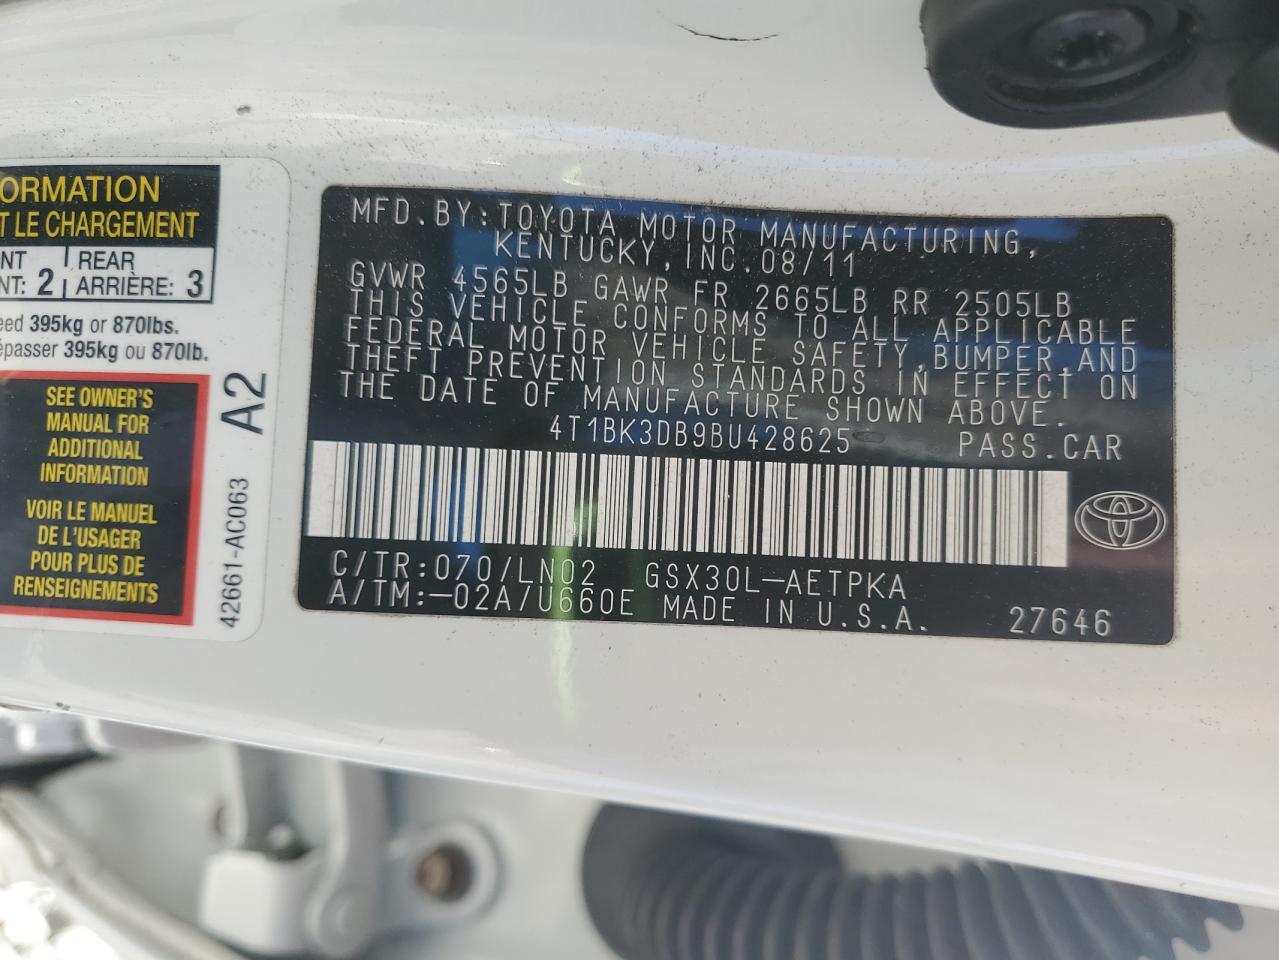 ORMATION
T LE CHARGEMENT
NT
NT: 2
REAR
ARRIÈRE: 3
eed 395kg or 870lbs.
épasser 395kg ou 870lb.
SEE OWNER'S
MANUAL FOR
ADDITIONAL
INFORMATION
VOIR LE MANUEL
DE L'USAGER
POUR PLUS DE
RENSEIGNEMENTS
A2
42661-AC063
MFD.BY:TOYOTA MOTOR MANUFACTURING,
KENTUCKY,INC.08/11
GVWR 4565LB GAWR FR 2665LB RR 2505LB
THIS VEHICLE CONFORMS TO ALL APPLICABLE
FEDERAL MOTOR VEHICLE SAFETY,BUMPER,AND
THEFT PREVENTION STANDARDS IN EFFECT ON
THE DATE OF MANUFACTURE SHOWN ABOVE.
4T1BK3DB9BU428625 PASS.CAR
C/TR:070/LN02 GSX30L-AETPKA
A/TM:-02A/U660E MADE IN U.S.A. 27646